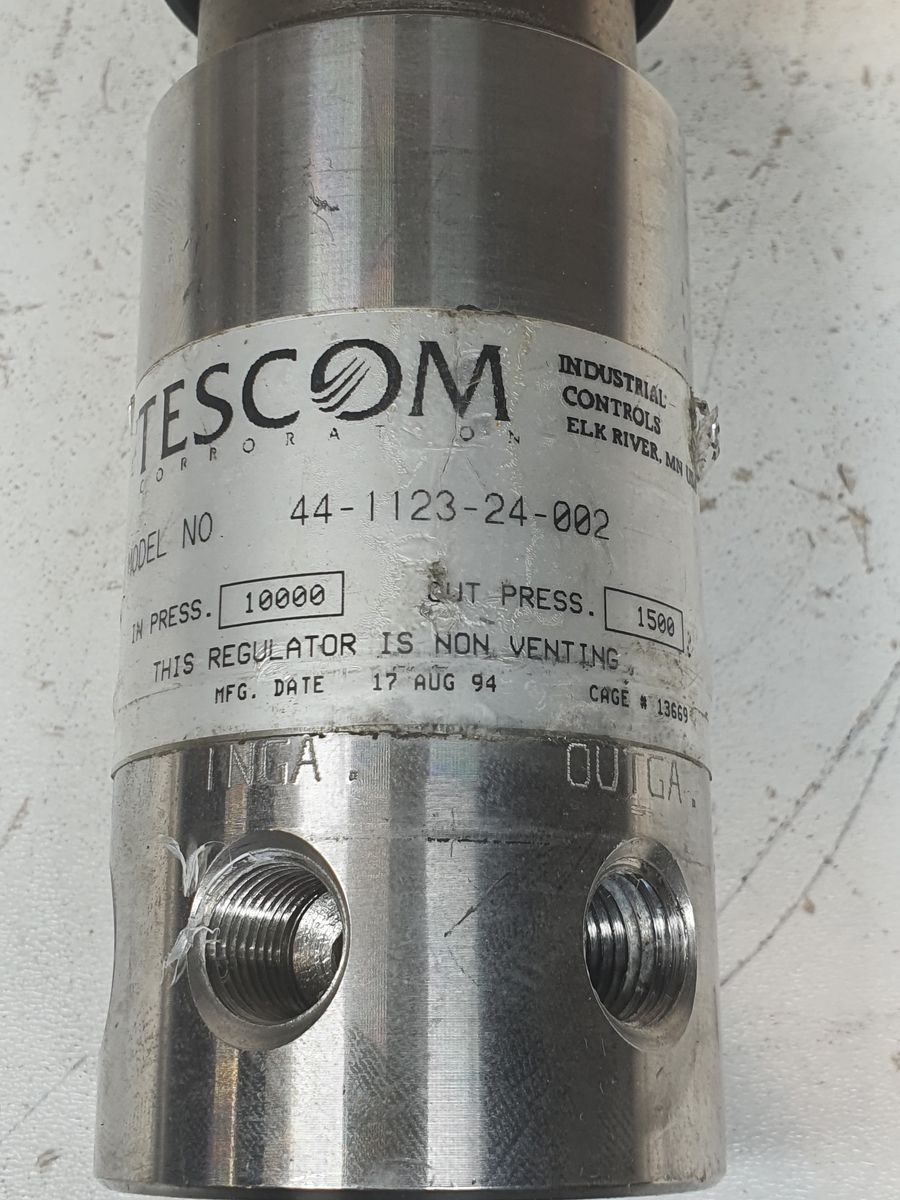 TESCOM
CORPORATION
INDUSTRIAL
CONTROLS
ELK RIVER, MN
MODEL NO 44-1123-24-002
IN PRESS. 10000 OUT PRESS. 1500
THIS REGULATOR IS NON VENTING
MFG. DATE 17 AUG 94 CAGE # 13669
INGA. OUTGA.